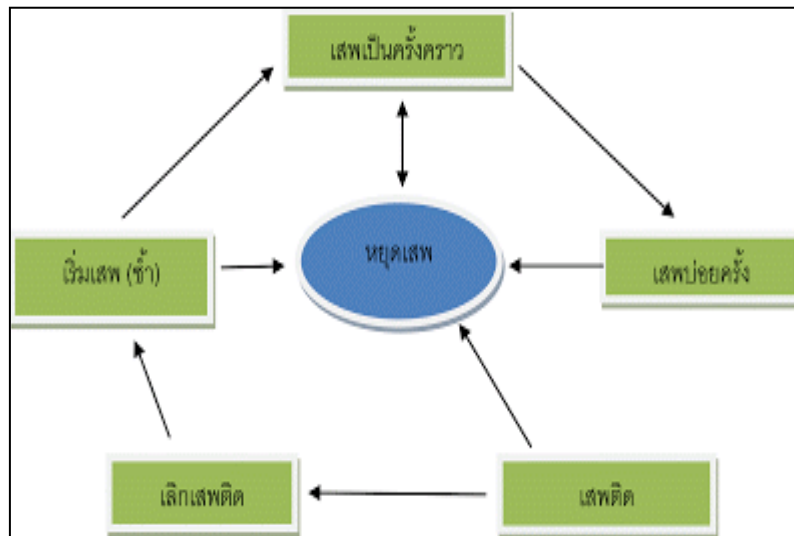 เสพเป็นครั้งคราว
หยุดเสพ
เริ่มเสพ (ซ้ำ)
เสพบ่อยครั้ง
เลิกเสพติด
เสพติด